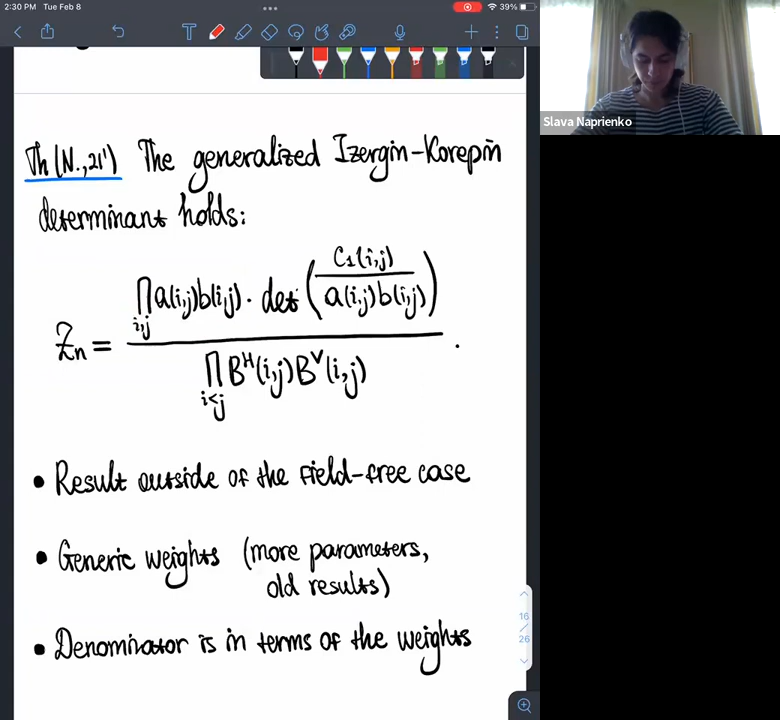 2:30 PM Tue Feb 8
39%
Slava Naprienko
Th (N., 21') The generalized Izergin-Korepin
determinant holds:
Zₙ = ∏_{i,j} a(i,j)b(i,j) · det ( c₁(i,j) / a(i,j)b(i,j) ) / ∏_{i<j} B^H(i,j) B^V(i,j) .
• Result outside of the field-free case
• Generic weights (more parameters,
old results)
• Denominator is in terms of the weights
16
/
26